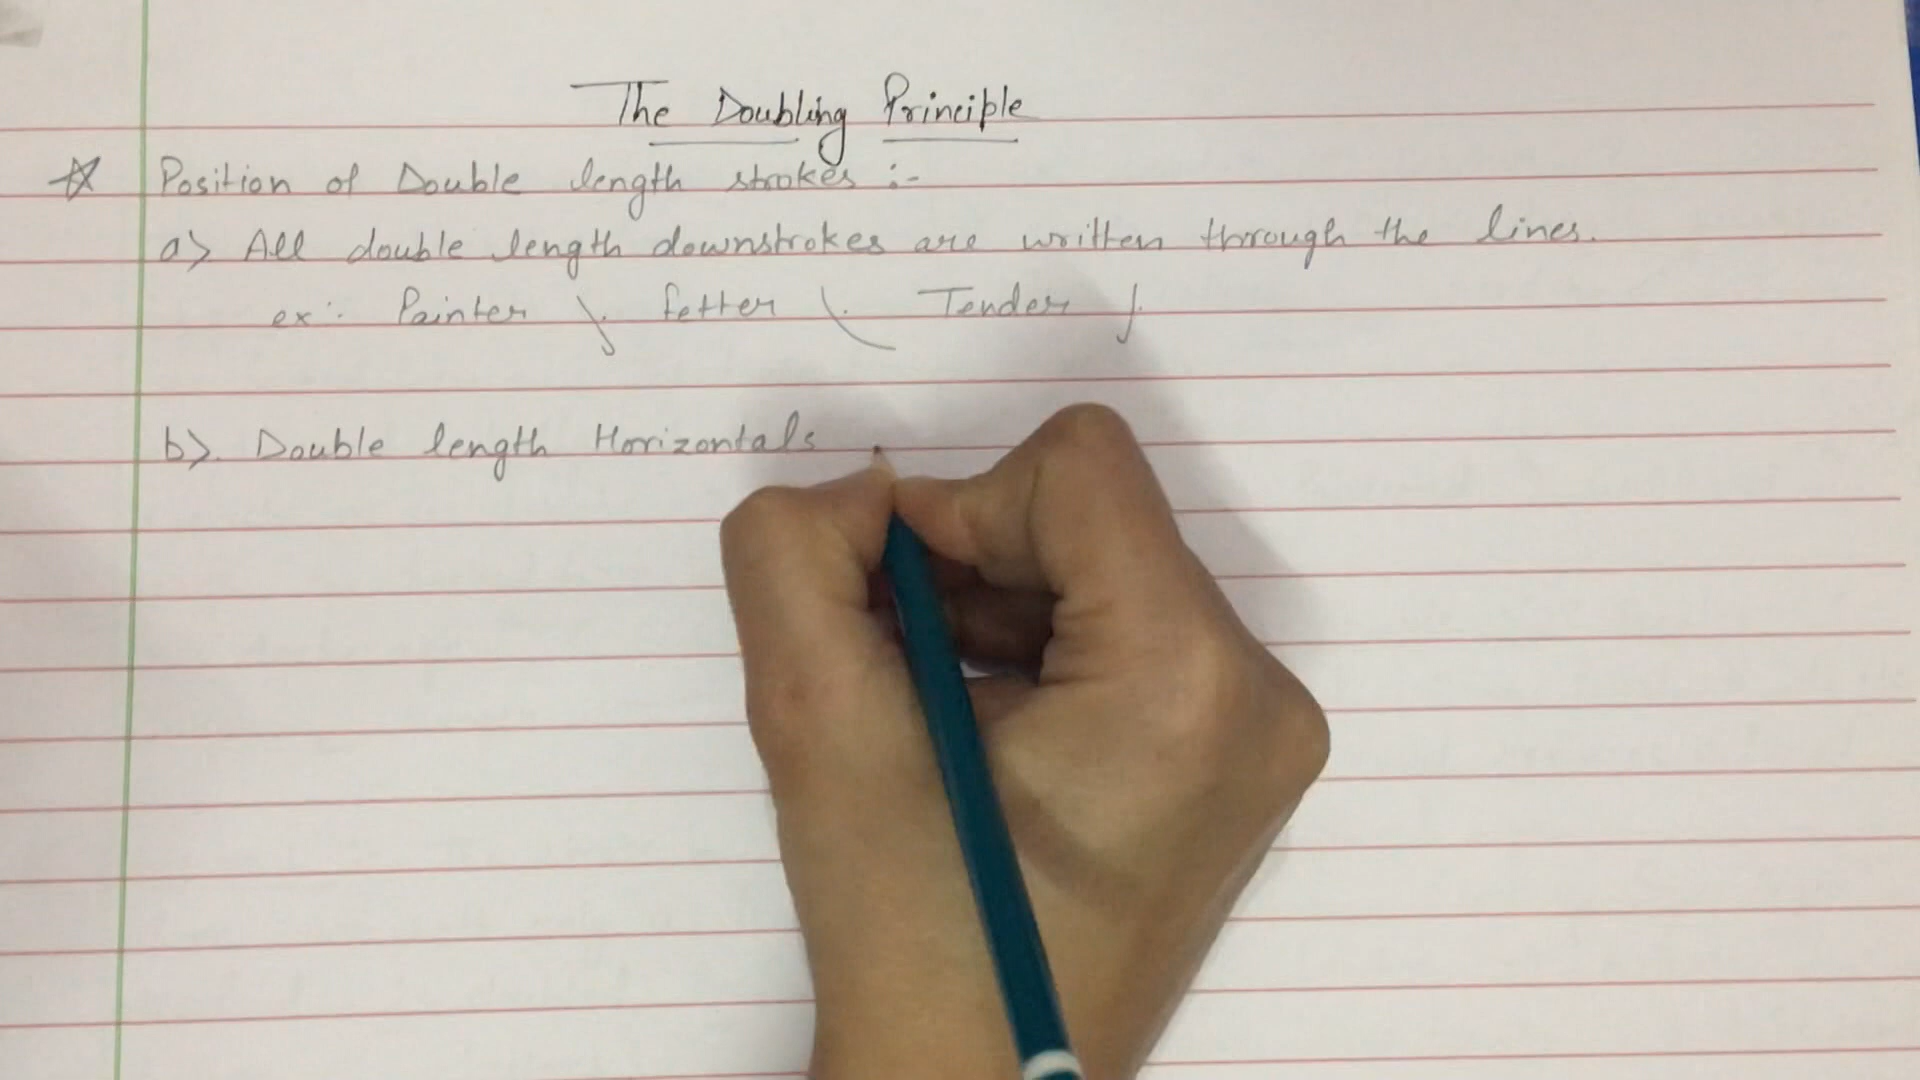 The Doubling Principle
Position of Double length strokes :-
a) All double length downstrokes are written through the lines.
ex: Painter fetter Tender
b). Double length Horizontals